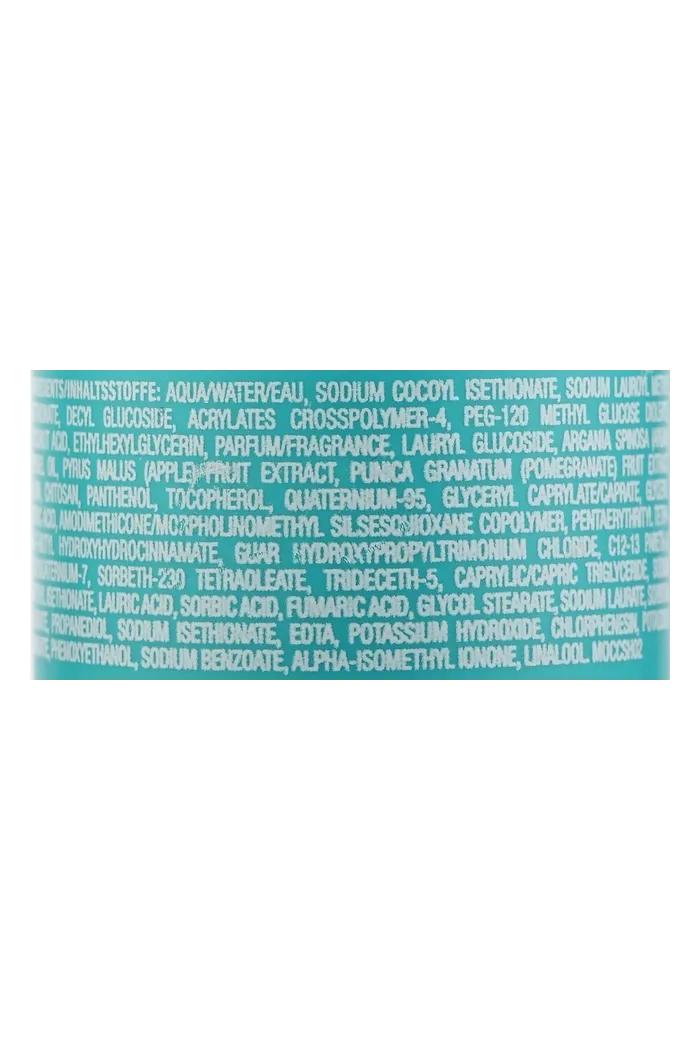 INHALTSSTOFFE: AQUA/WATER/EAU, SODIUM COCOYL ISETHIONATE, SODIUM LAUROYL
DECYL GLUCOSIDE, ACRYLATES CROSSPOLYMER-4, PEG-120 METHYL GLUCOSE
ACID, ETHYLHEXYLGLYCERIN, PARFUM/FRAGRANCE, LAURYL GLUCOSIDE, ARGANIA SPINOSA
OIL, PYRUS MALUS (APPLE) FRUIT EXTRACT, PUNICA GRANATUM (POMEGRANATE) FRUIT
CHITOSAN, PANTHENOL, TOCOPHEROL, QUATERNIUM-95, GLYCERYL CAPRYLATE/CAPRATE,
ACID, AMODIMETHICONE/MORPHOLINOMETHYL SILSESQUIOXANE COPOLYMER,
HYDROXYHYDROCINNAMATE, GUAR HYDROXYPROPYLTRIMONIUM CHLORIDE, C12-13
SORBETH-230 TETRAOLEATE, TRIDECETH-5, CAPRYLIC/CAPRIC TRIGLYCERIDE,
ISETHIONATE, LAURIC ACID, SORBIC ACID, FUMARIC ACID, GLYCOL STEARATE, SODIUM LAURATE,
PROPANEDIOL, SODIUM ISETHIONATE, EDTA, POTASSIUM HYDROXIDE, CHLORPHENESIN,
PHENOXYETHANOL, SODIUM BENZOATE, ALPHA-ISOMETHYL IONONE, LINALOOL. MOCCSH02